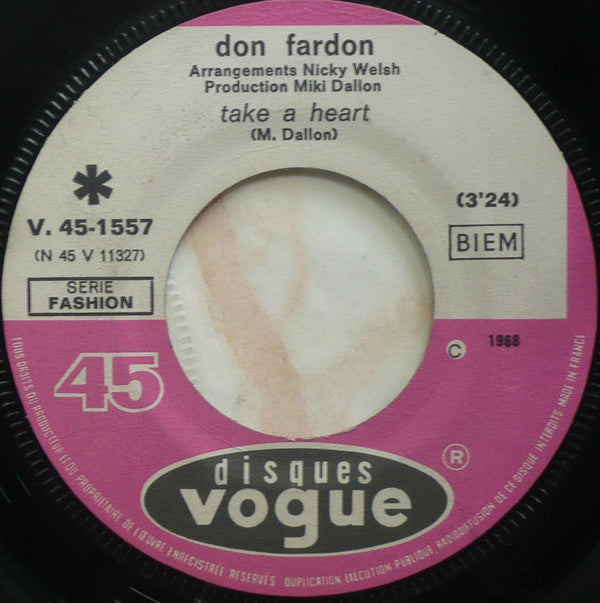 don fardon
Arrangements Nicky Welsh
Production Miki Dallon
take a heart
(M. Dallon)
*
V. 45-1557
(N 45 V 11327)
SERIE
FASHION
(3'24)
BIEM
45
© 1968
disques
vogue
®
TOUS DROITS DU PRODUCTEUR ET DU PROPRIETAIRE DE L'ŒUVRE ENREGISTREE RESERVES DUPLICATION, EXECUTION PUBLIQUE, RADIODIFFUSION DE CE DISQUE INTERDITS MADE IN FRANCE